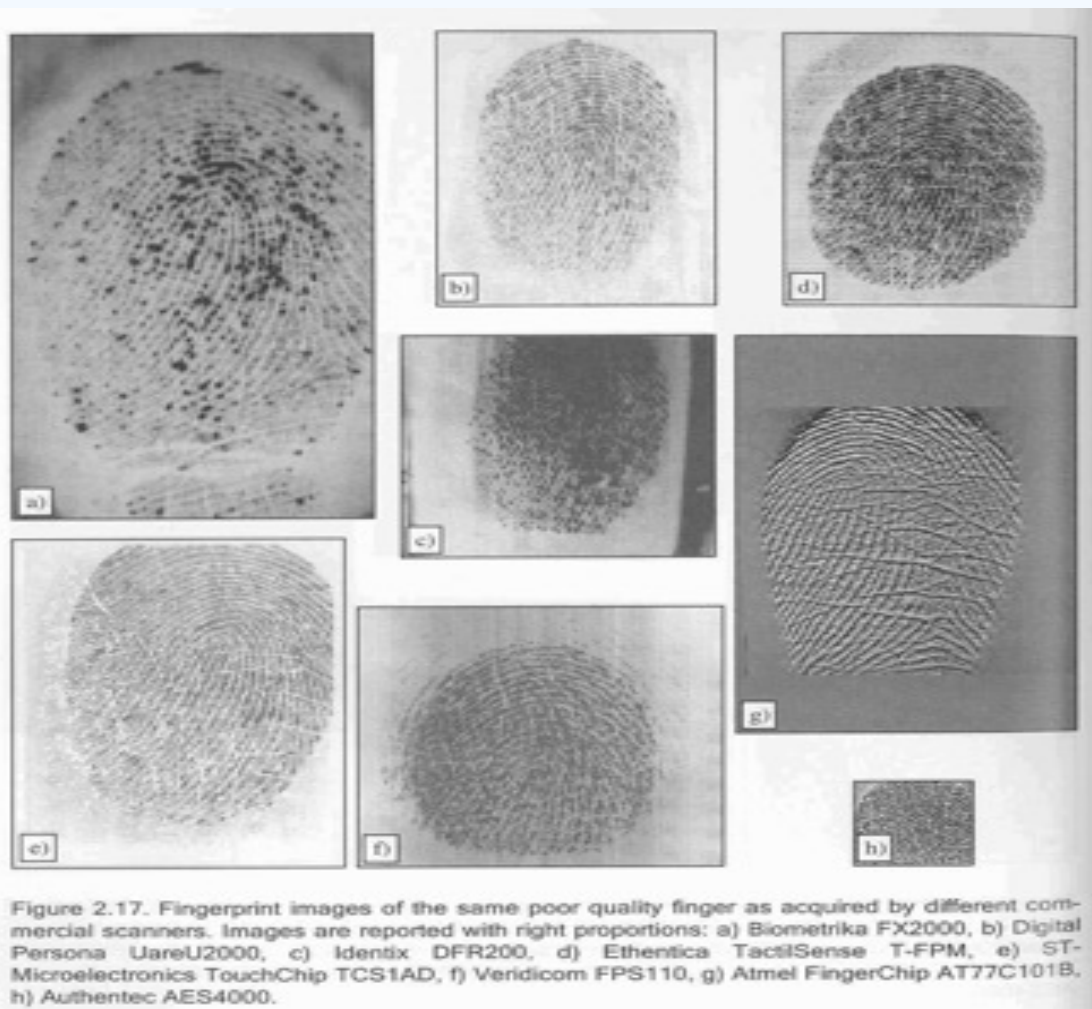 a)
b)
d)
c)
e)
f)
g)
h)
Figure 2.17. Fingerprint images of the same poor quality finger as acquired by different com-
mercial scanners. Images are reported with right proportions: a) Biometrika FX2000, b) Digital
Persona UareU2000, c) Identix DFR200, d) Ethentica TactilSense T-FPM, e) ST-
Microelectronics TouchChip TCS1AD, f) Veridicom FPS110, g) Atmel FingerChip AT77C101B,
h) Authentec AES4000.